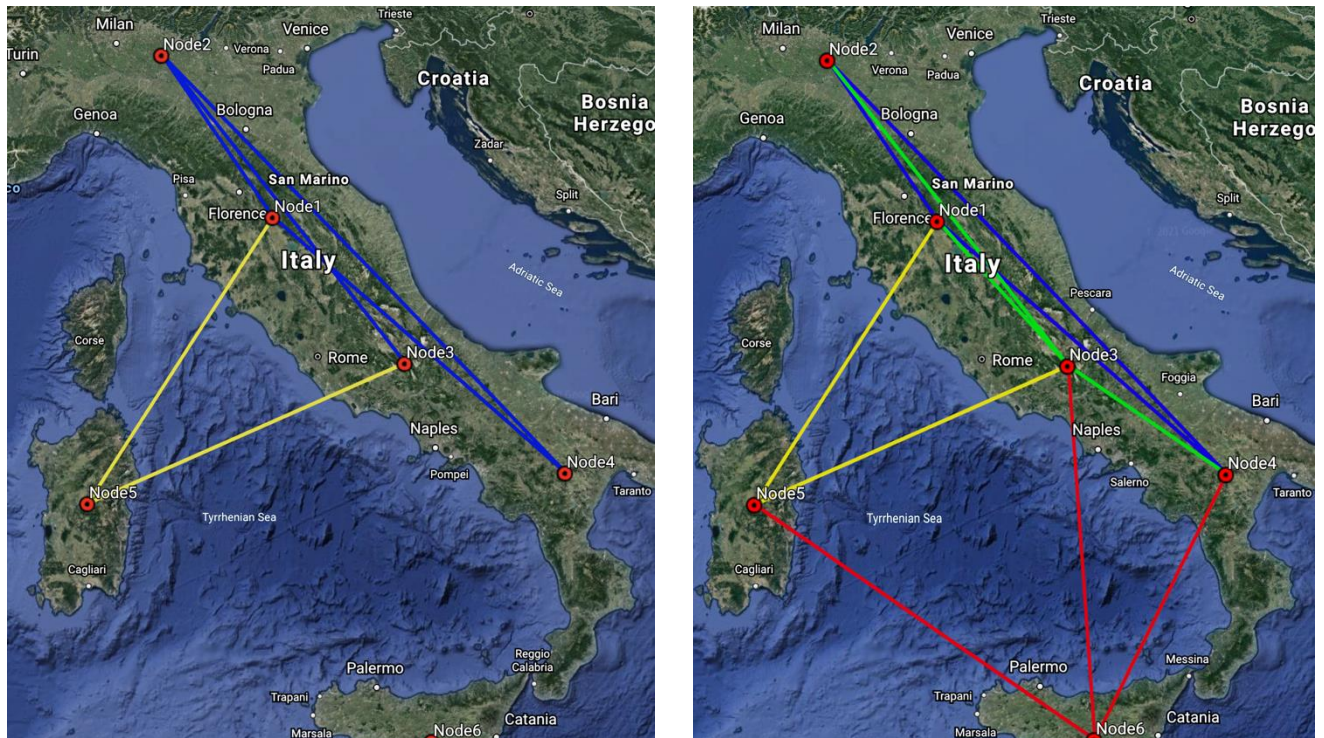 Milan
Node2
Venice
Trieste
Turin
Verona
Padua
Croatia
Bosnia
Herzego
Genoa
Bologna
Zadar
co
Pisa
San Marino
Split
Florence
Node1
Italy
Adriatic Sea
Corse
Rome
Node3
Bari
Naples
Pompei
Node4
Taranto
Node5
Tyrrhenian Sea
Cagliari
Reggio
Calabria
Palermo
Trapani
Catania
Marsala
Node6
Milan
Node2
Venice
Trieste
Verona
Padua
Croatia
Bosnia
Herzego
Genoa
Bologna
Zadar
Pisa
San Marino
Split
Florence
Node1
Italy
Adriatic Sea
Pescara
Corse
Rome
Node3
Foggia
Bari
Naples
Salerno
Node4
Taranto
Node5
Tyrrhenian Sea
Cagliari
Messina
Palermo
Trapani
Catania
Marsala
Node6